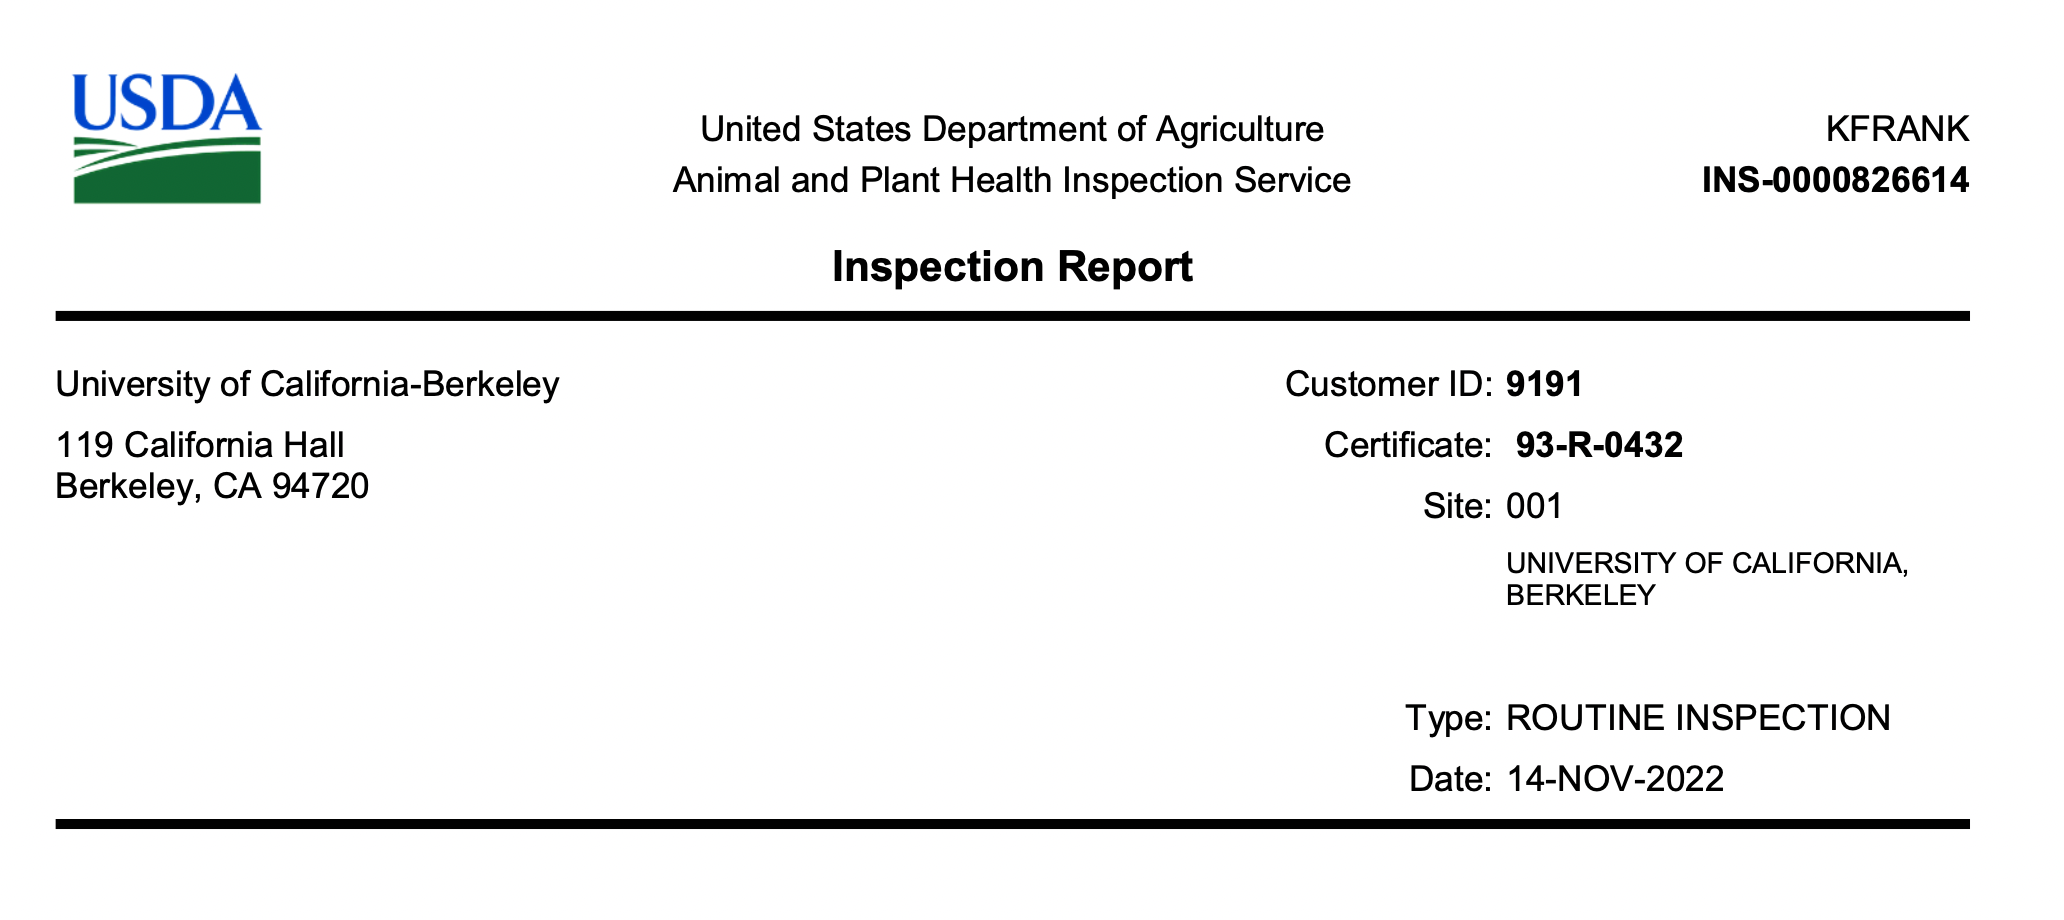 USDA
United States Department of Agriculture
Animal and Plant Health Inspection Service
KFRANK
INS-0000826614
Inspection Report
University of California-Berkeley
119 California Hall
Berkeley, CA 94720
Customer ID: 9191
Certificate: 93-R-0432
Site: 001
UNIVERSITY OF CALIFORNIA,
BERKELEY
Type: ROUTINE INSPECTION
Date: 14-NOV-2022